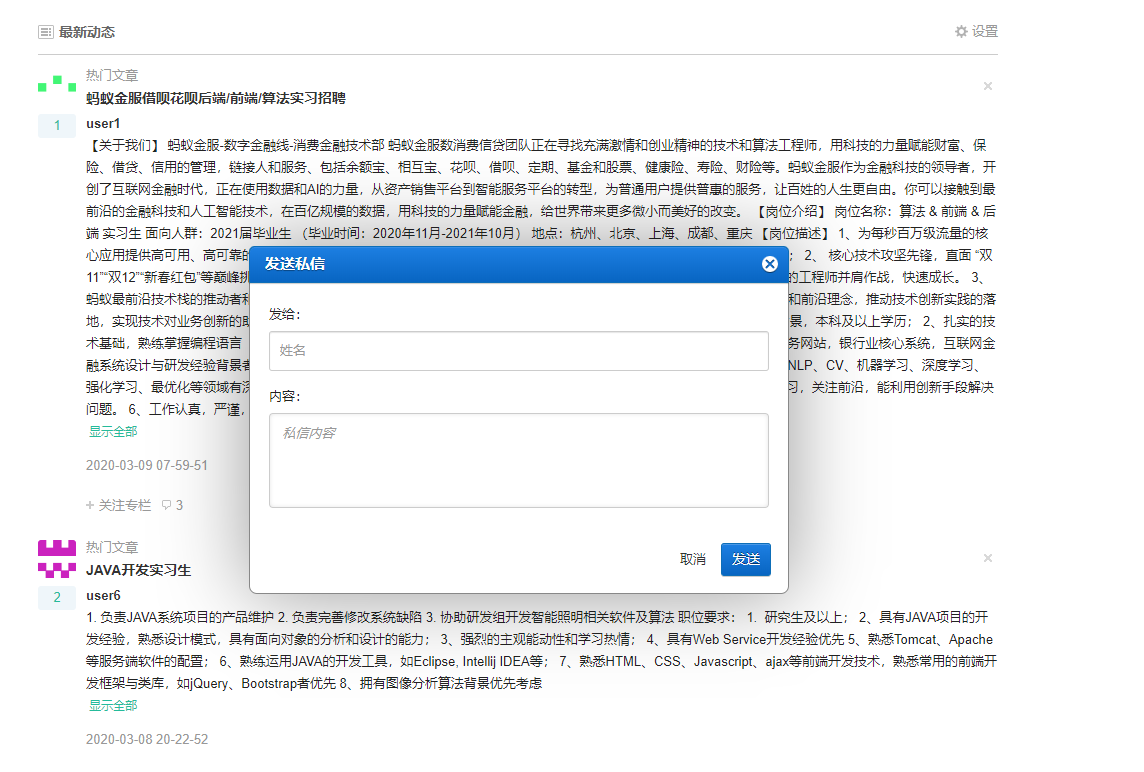 最新动态
设置
热门文章
蚂蚁金服借呗花呗后端/前端/算法实习招聘
1
user1
【关于我们】 蚂蚁金服-数字金融线-消费金融技术部 蚂蚁金服数消费信贷团队正在寻找充满激情和创业精神的技术和算法工程师，用科技的力量赋能财富、保
险、借贷、信用的管理，链接人和服务、包括余额宝、相互宝、花呗、借呗、定期、基金和股票、健康险、寿险、财险等。蚂蚁金服作为金融科技的领导者，开
创了互联网金融时代，正在使用数据和AI的力量，从资产销售平台到智能服务平台的转型，为普通用户提供普惠的服务，让百姓的人生更自由。你可以接触到最
前沿的金融科技和人工智能技术，在百亿规模的数据，用科技的力量赋能金融，给世界带来更多微小而美好的改变。 【岗位介绍】 岗位名称：算法 & 前端 & 后
端 实习生 面向人群：2021届毕业生 （毕业时间：2020年11月-2021年10月） 地点：杭州、北京、上海、成都、重庆 【岗位描述】 1、为每秒百万级流量的核
心应用提供高可用、高可靠的
； 2、 核心技术攻坚先锋，直面 “双
11”“双12”“新春红包”等巅峰挑
的工程师并肩作战，快速成长。 3、
蚂蚁最前沿技术栈的推动者和
和前沿理念，推动技术创新实践的落
地，实现技术对业务创新的助
景，本科及以上学历； 2、扎实的技
术基础，熟练掌握编程语言
务网站，银行业核心系统，互联网金
融系统设计与研发经验背景者
NLP、CV、机器学习、深度学习、
强化学习、最优化等领域有深
习，关注前沿，能利用创新手段解决
问题。 6、工作认真，严谨，
显示全部
2020-03-09 07-59-51
+ 关注专栏 3
发送私信
发给：
姓名
内容：
私信内容
取消
发送
热门文章
JAVA开发实习生
2
user6
1. 负责JAVA系统项目的产品维护 2. 负责完善修改系统缺陷 3. 协助研发组开发智能照明相关软件及算法 职位要求： 1. 研究生及以上； 2、具有JAVA项目的开
发经验，熟悉设计模式，具有面向对象的分析和设计的能力； 3、强烈的主观能动性和学习热情； 4、具有Web Service开发经验优先 5、熟悉Tomcat、Apache
等服务端软件的配置； 6、熟练运用JAVA的开发工具，如Eclipse, Intellij IDEA等； 7、熟悉HTML、CSS、Javascript、ajax等前端开发技术，熟悉常用的前端开
发框架与类库，如jQuery、Bootstrap者优先 8、拥有图像分析算法背景优先考虑
显示全部
2020-03-08 20-22-52